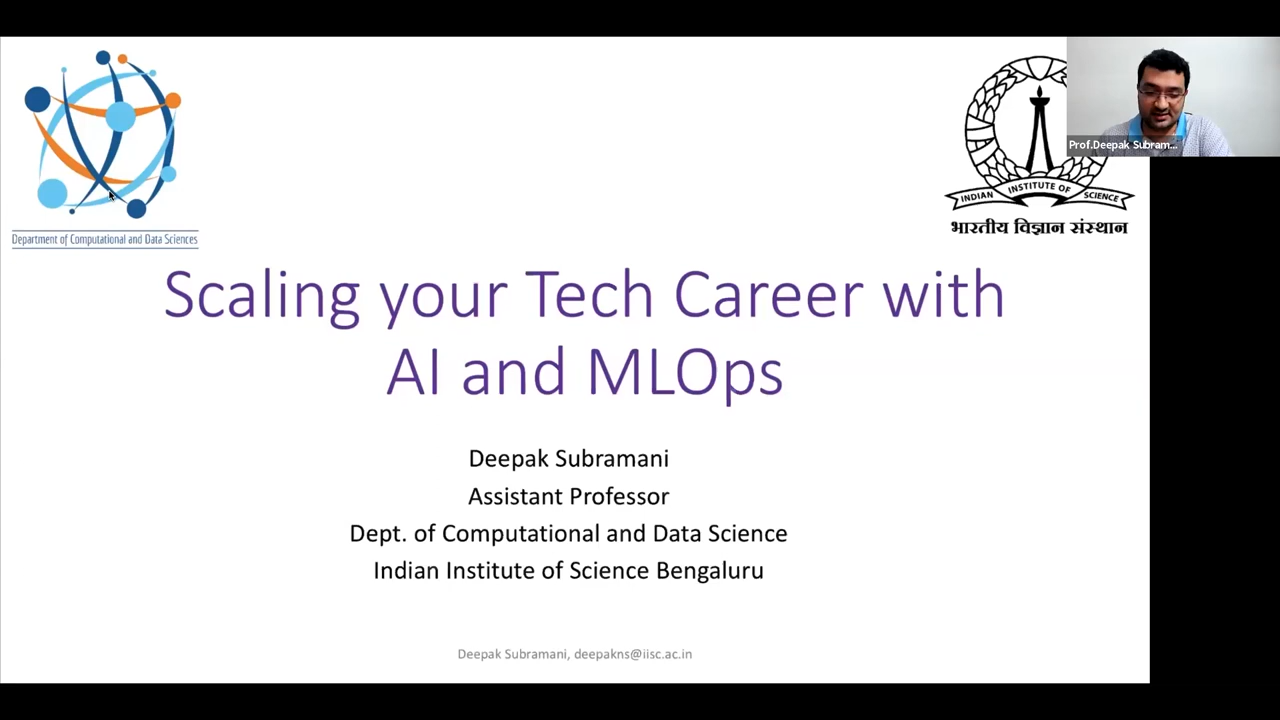 Department of Computational and Data Sciences
INDIAN INSTITUTE OF SCIENCE
भारतीय विज्ञान संस्थान
Prof.Deepak Subram...
Scaling your Tech Career with
AI and MLOps
Deepak Subramani
Assistant Professor
Dept. of Computational and Data Science
Indian Institute of Science Bengaluru
Deepak Subramani, deepakns@iisc.ac.in